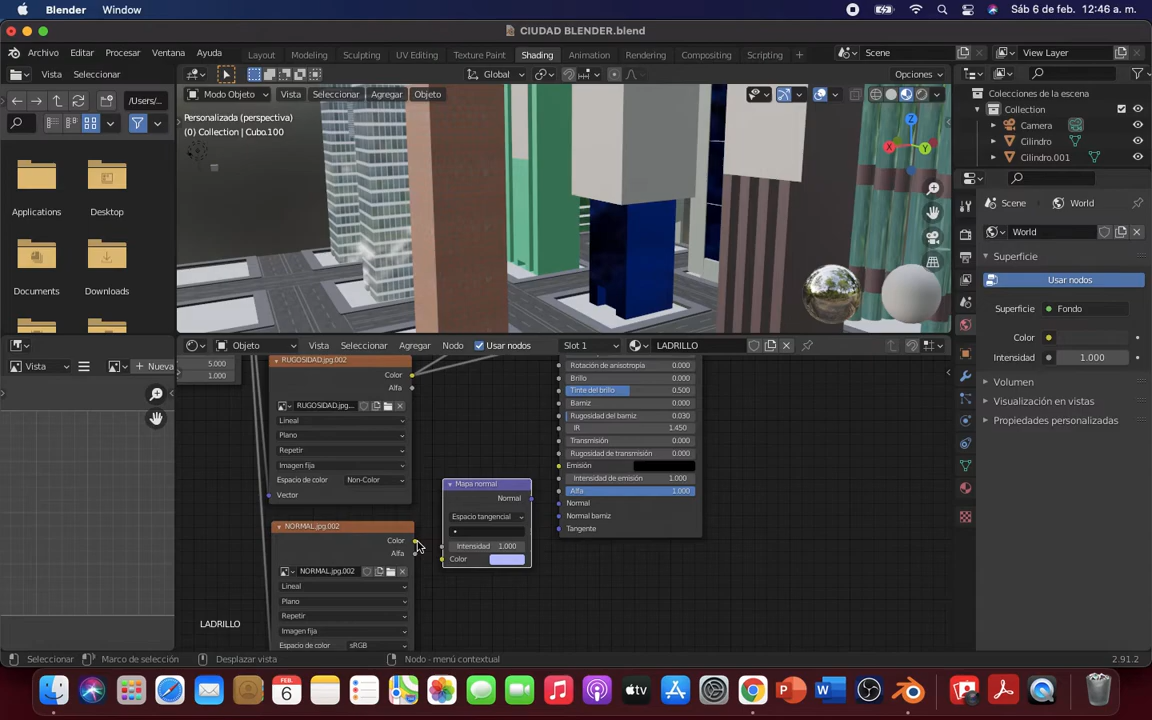 Blender Window Sáb 6 de feb. 12:46 a. m.
CIUDAD BLENDER.blend
Archivo Editar Procesar Ventana Ayuda Layout Modeling Sculpting UV Editing Texture Paint Shading Animation Rendering Compositing Scripting + Scene View Layer
Vista Seleccionar Global Opciones
/Users/... Modo Objeto Vista Seleccionar Agregar Objeto
Colecciones de la escena
Collection
Camera
Cilindro
Cilindro.001
Personalizada (perspectiva)
(0) Collection | Cubo.100
Z
X Y
Applications Desktop
Documents Downloads
Scene World
World
Superficie
Usar nodos
Superficie Fondo
Color
Intensidad 1.000
Volumen
Visualización en vistas
Propiedades personalizadas
Vista Nueva
Objeto Vista Seleccionar Agregar Nodo Usar nodos Slot 1 LADRILLO
5.000
1.000
RUGOSIDAD.jpg.002
Color
Alfa
RUGOSIDAD.jpg...
Lineal
Plano
Repetir
Imagen fija
Espacio de color Non-Color
Vector
NORMAL.jpg.002
Color
Alfa
NORMAL.jpg.002
Lineal
Plano
Repetir
Imagen fija
Espacio de color sRGB
Mapa normal
Normal
Espacio tangencial
Intensidad 1.000
Color
Rotación de anisotropía 0.000
Brillo 0.000
Tinte del brillo 0.500
Barniz 0.000
Rugosidad del barniz 0.030
IR 1.450
Transmisión 0.000
Rugosidad de transmisión 0.000
Emisión
Intensidad de emisión 1.000
Alfa 1.000
Normal
Normal barniz
Tangente
LADRILLO
Seleccionar Marco de selección Desplazar vista Nodo - menú contextual 2.91.2
FEB
6
tv
P W